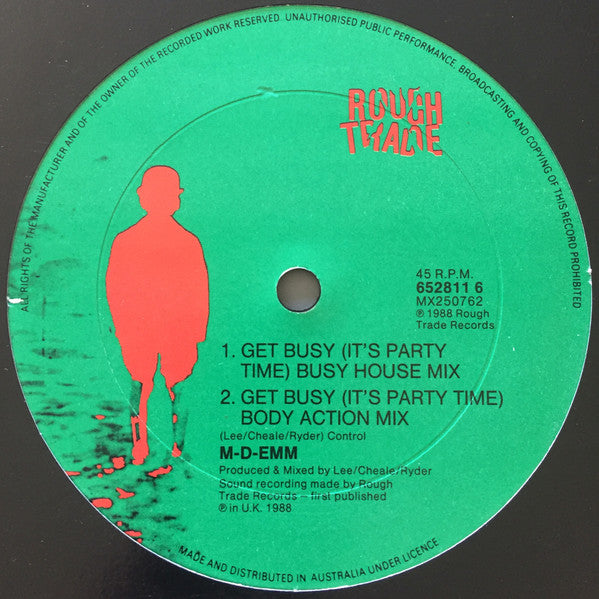 ALL RIGHTS OF THE MANUFACTURER AND OF THE OWNER OF THE RECORDED WORK RESERVED. UNAUTHORISED PUBLIC PERFORMANCE, BROADCASTING AND COPYING OF THIS RECORD PROHIBITED
ROUGH
TRADE
45 R.P.M.
652811 6
MX250762
℗ 1988 Rough
Trade Records
1. GET BUSY (IT'S PARTY
TIME) BUSY HOUSE MIX
2. GET BUSY (IT'S PARTY TIME)
BODY ACTION MIX
(Lee/Cheale/Ryder) Control
M-D-EMM
Produced & Mixed by Lee/Cheale/Ryder
Sound recording made by Rough
Trade Records – first published
℗ in U.K. 1988.
MADE AND DISTRIBUTED IN AUSTRALIA UNDER LICENCE